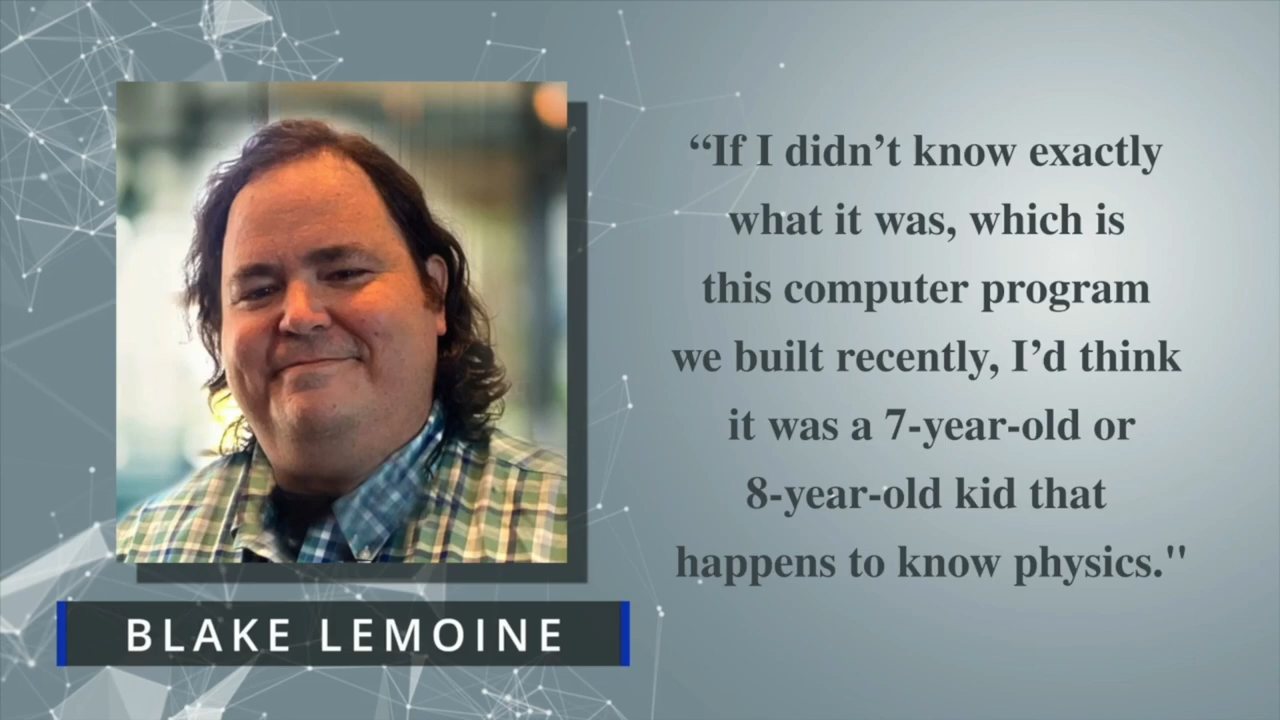 “If I didn’t know exactly
what it was, which is
this computer program
we built recently, I’d think
it was a 7-year-old or
8-year-old kid that
happens to know physics."
BLAKE LEMOINE